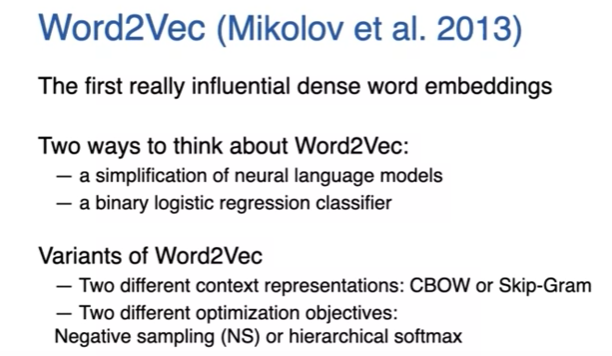 Word2Vec (Mikolov et al. 2013)
The first really influential dense word embeddings
Two ways to think about Word2Vec:
— a simplification of neural language models
— a binary logistic regression classifier
Variants of Word2Vec
— Two different context representations: CBOW or Skip-Gram
— Two different optimization objectives:
Negative sampling (NS) or hierarchical softmax